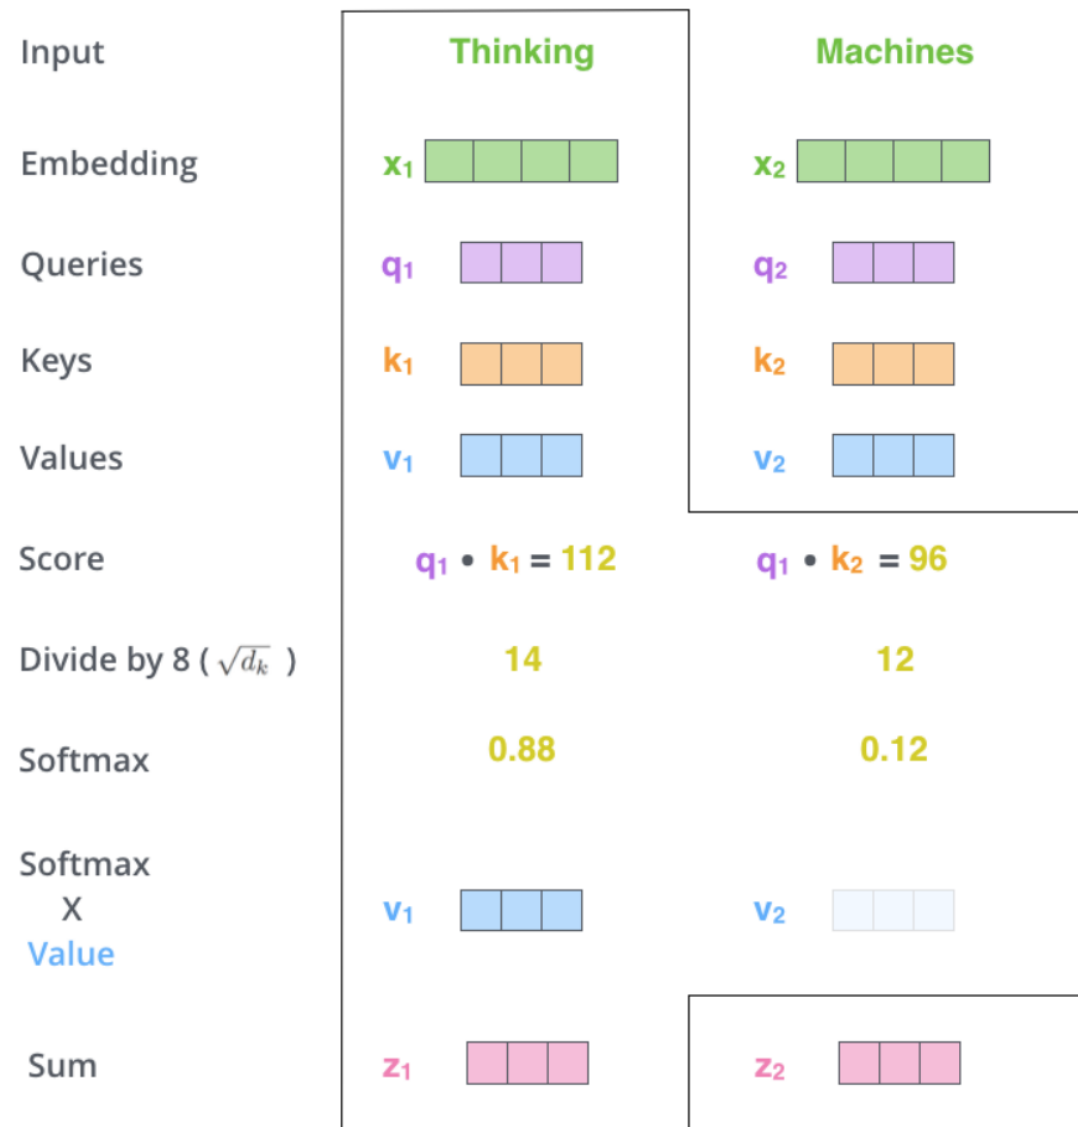 Input Thinking Machines
Embedding x₁ x₂
Queries q₁ q₂
Keys k₁ k₂
Values v₁ v₂
Score q₁ • k₁ = 112 q₁ • k₂ = 96
Divide by 8 ( √dₖ ) 14 12
Softmax 0.88 0.12
Softmax
X
Value v₁ v₂
Sum z₁ z₂